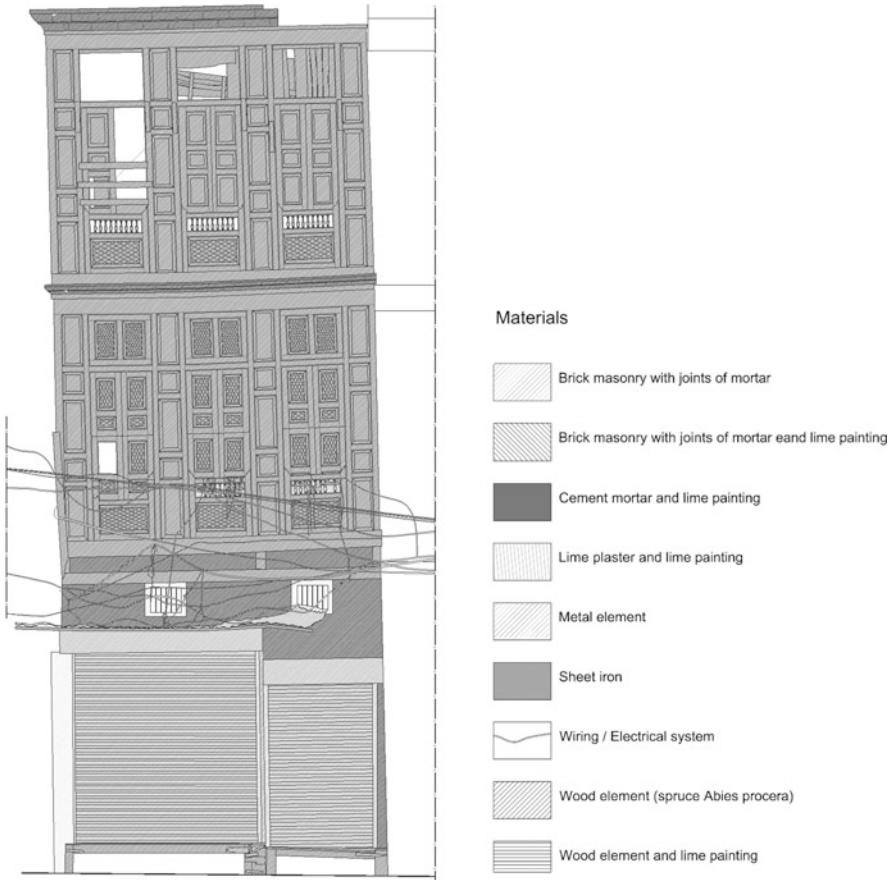 Materials
Brick masonry with joints of mortar
Brick masonry with joints of mortar eand lime painting
Cement mortar and lime painting
Lime plaster and lime painting
Metal element
Sheet iron
Wiring / Electrical system
Wood element (spruce Abies procera)
Wood element and lime painting